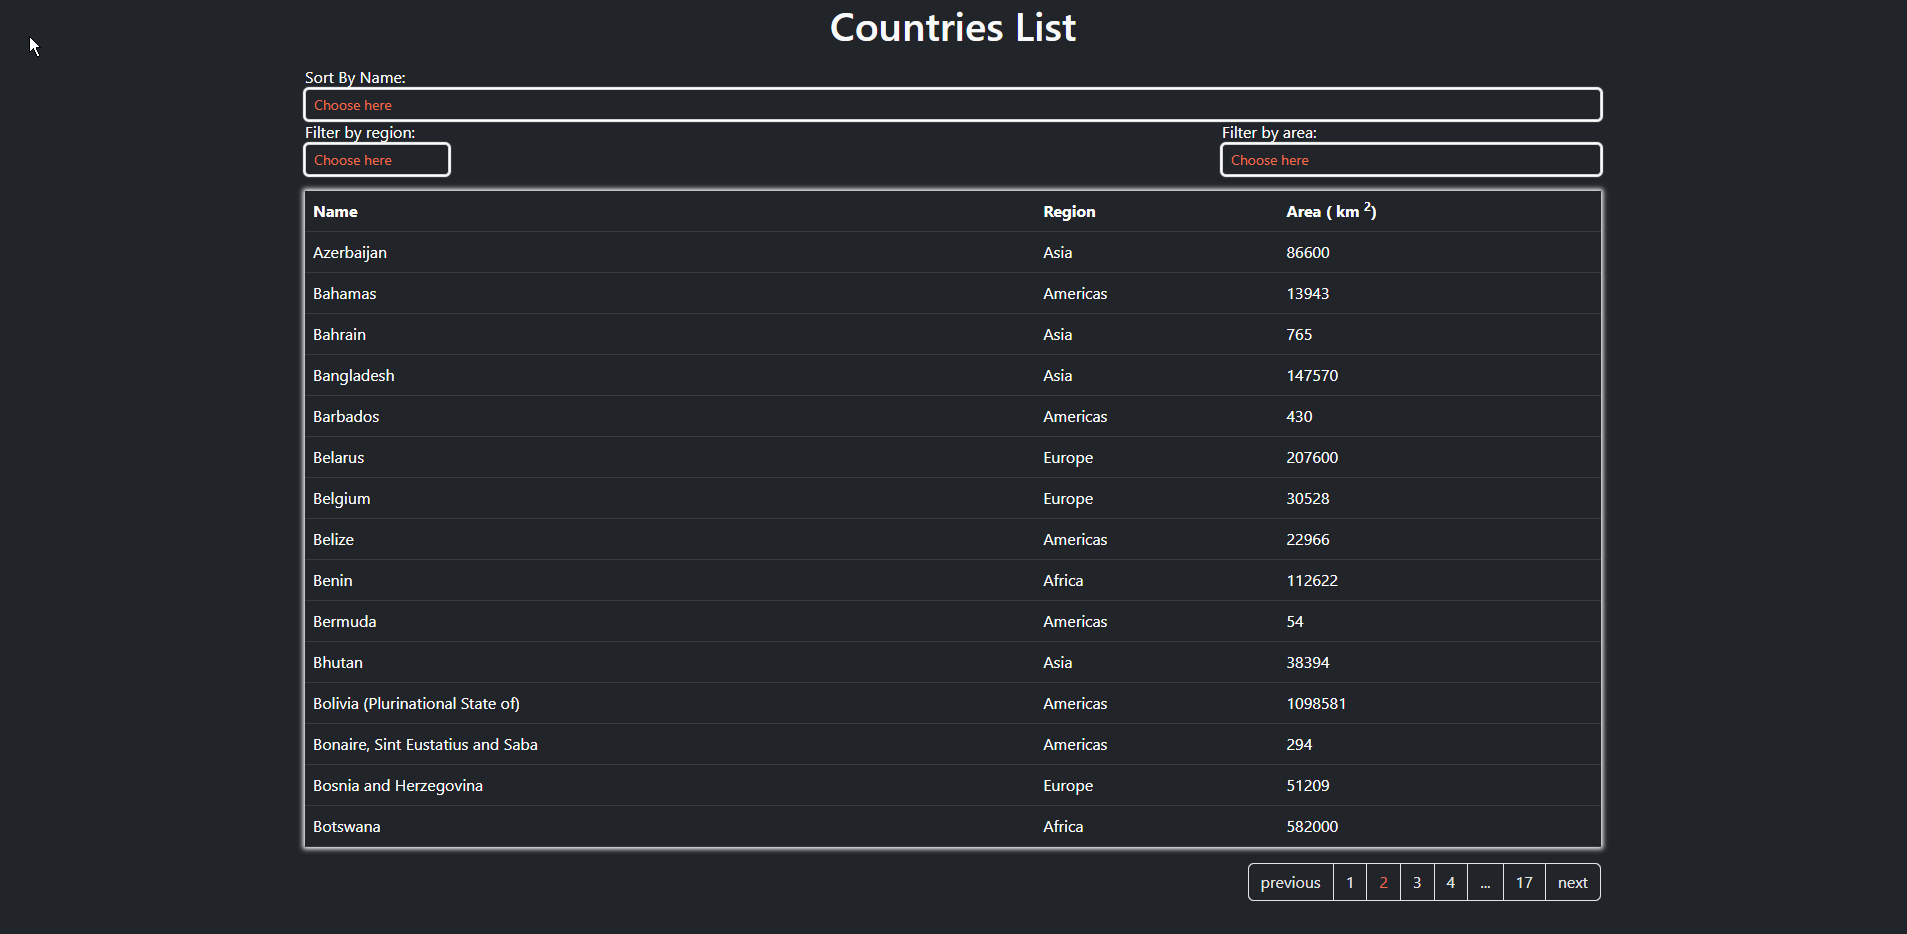 Countries List
Sort By Name:
Choose here
Filter by region: Filter by area:
Choose here Choose here
Name Region Area ( km ²)
Azerbaijan Asia 86600
Bahamas Americas 13943
Bahrain Asia 765
Bangladesh Asia 147570
Barbados Americas 430
Belarus Europe 207600
Belgium Europe 30528
Belize Americas 22966
Benin Africa 112622
Bermuda Americas 54
Bhutan Asia 38394
Bolivia (Plurinational State of) Americas 1098581
Bonaire, Sint Eustatius and Saba Americas 294
Bosnia and Herzegovina Europe 51209
Botswana Africa 582000
previous 1 2 3 4 ... 17 next